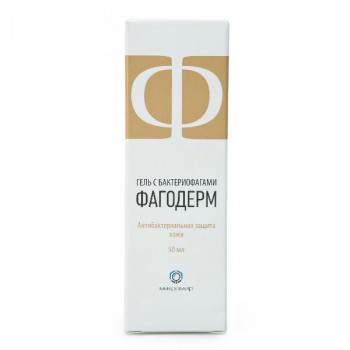 Ф
ГЕЛЬ С БАКТЕРИОФАГАМИ
ФАГОДЕРМ
Антибактериальная защита
кожи
50 мл
микромир